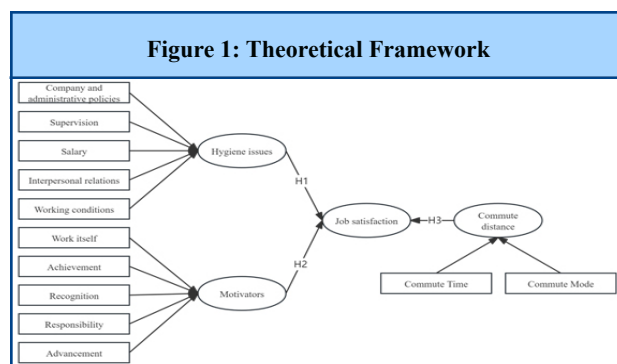 Figure 1: Theoretical Framework
Company and
administrative policies
Supervision
Salary
Interpersonal relations
Working conditions
Work itself
Achievement
Recognition
Responsibility
Advancement
Hygiene issues
Motivators
H1
H2
Job satisfaction
H3
Commute
distance
Commute Time
Commute Mode